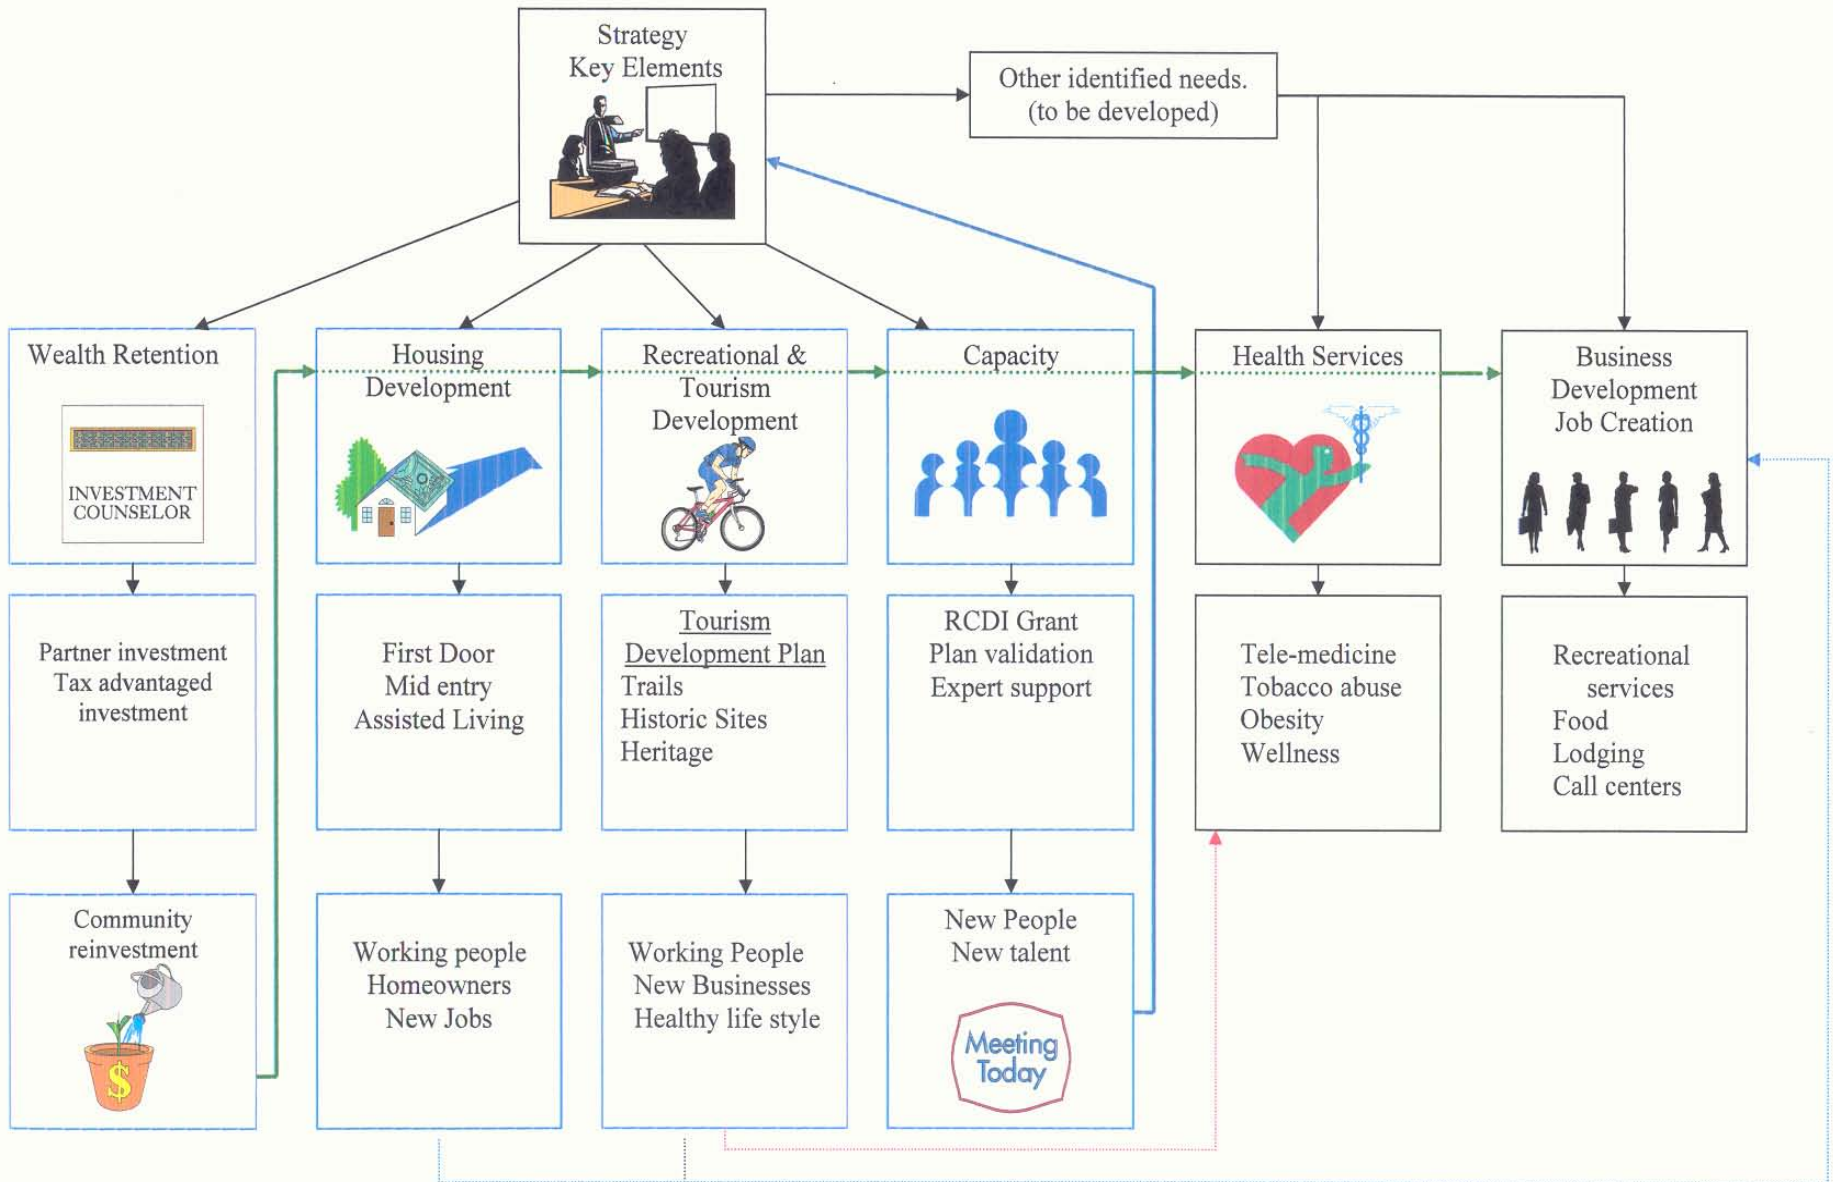 Strategy
Key Elements
Other identified needs.
(to be developed)
Wealth Retention
INVESTMENT
COUNSELOR
Housing
Development
Recreational &
Tourism
Development
Capacity
Health Services
Business
Development
Job Creation
Partner investment
Tax advantaged
investment
First Door
Mid entry
Assisted Living
Tourism
Development Plan
Trails
Historic Sites
Heritage
RCDI Grant
Plan validation
Expert support
Tele-medicine
Tobacco abuse
Obesity
Wellness
Recreational
services
Food
Lodging
Call centers
Community
reinvestment
$
Working people
Homeowners
New Jobs
Working People
New Businesses
Healthy life style
New People
New talent
Meeting
Today